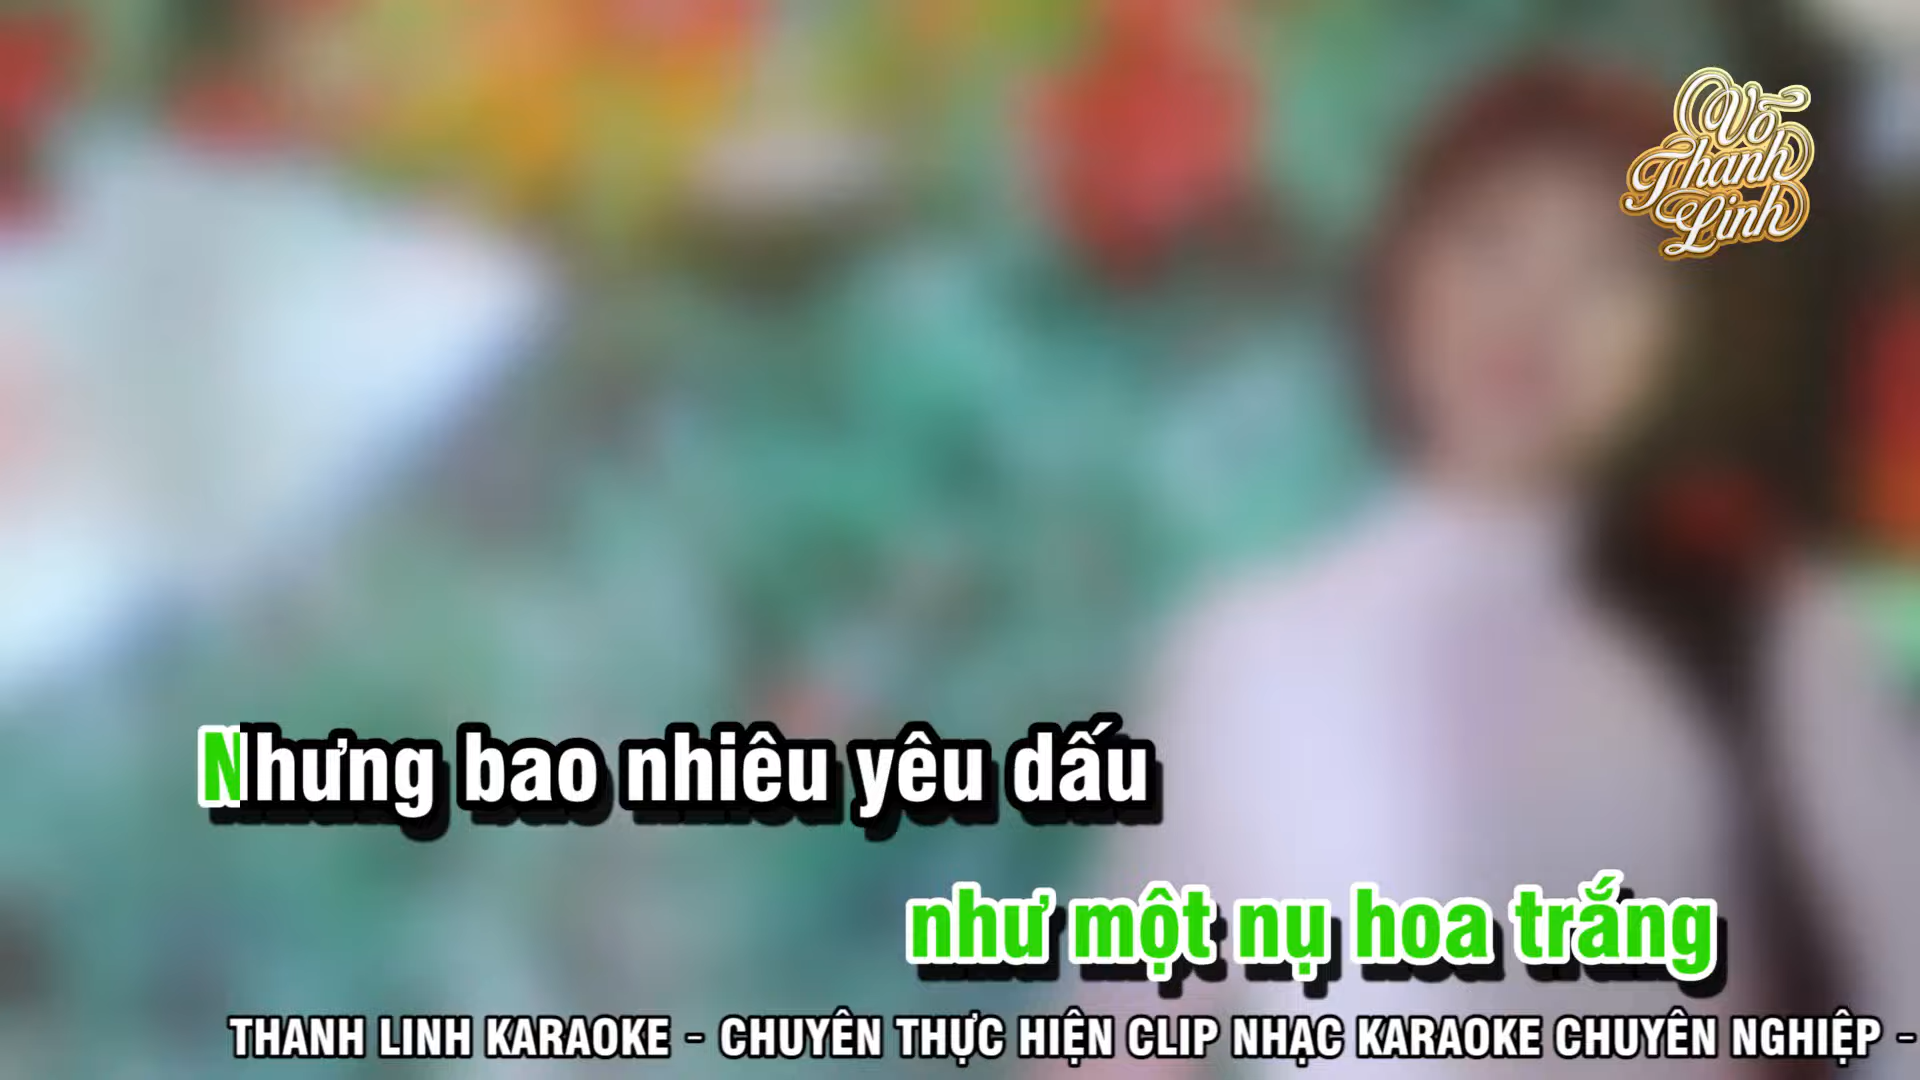 Võ
Thanh
Linh
Nhưng bao nhiêu yêu dấu
như một nụ hoa trắng
THANH LINH KARAOKE - CHUYÊN THỰC HIỆN CLIP NHẠC KARAOKE CHUYÊN NGHIỆP -